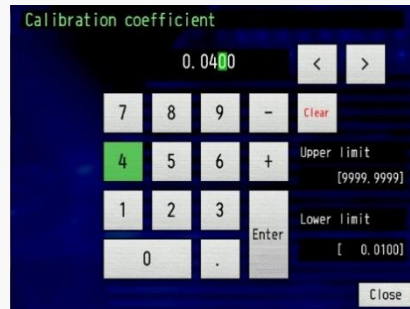 Calibration coefficient
0.0400
< >
7 8 9 - Clear
4 5 6 + Upper limit
[9999.9999]
1 2 3 Enter Lower limit
0 . [ 0.0100]
Close